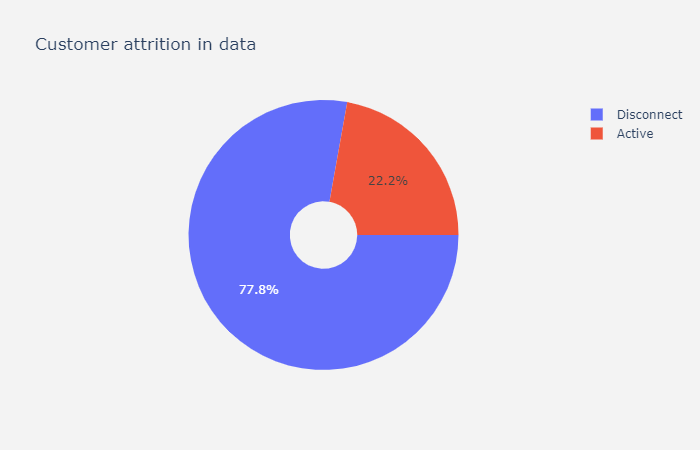 Customer attrition in data
Disconnect
Active
22.2%
77.8%